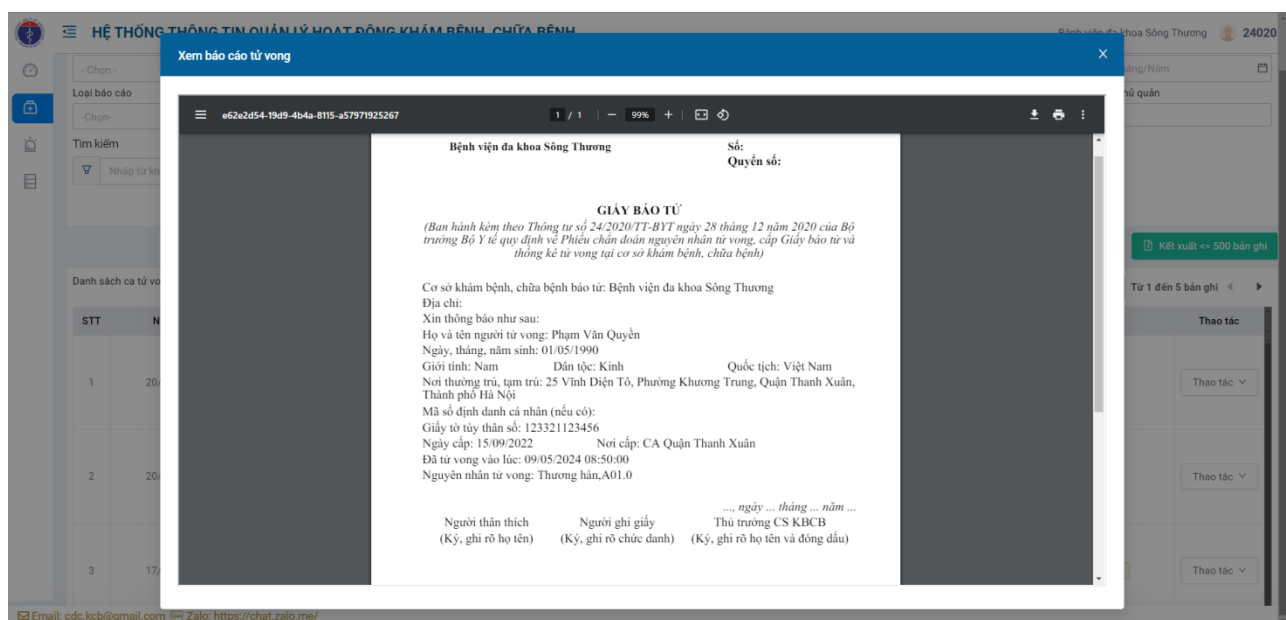 HỆ THỐNG THÔNG TIN QUẢN LÝ HOẠT ĐỘNG KHÁM BỆNH, CHỮA BỆNH
Bệnh viện đa khoa Sông Thương 24020
Xem báo cáo tử vong
- Chọn -
Tháng/Năm
Loại báo cáo
-Chọn-
chủ quản
Tìm kiếm
Nhập từ kh
e62e2d54-19d9-4b4a-8115-a57971925267
1 / 1
99%
Bệnh viện đa khoa Sông Thương
Số:
Quyển số:
GIẤY BÁO TỬ
(Ban hành kèm theo Thông tư số 24/2020/TT-BYT ngày 28 tháng 12 năm 2020 của Bộ
trưởng Bộ Y tế quy định về Phiếu chẩn đoán nguyên nhân tử vong, cấp Giấy báo tử và
thống kê tử vong tại cơ sở khám bệnh, chữa bệnh)
Cơ sở khám bệnh, chữa bệnh báo tử: Bệnh viện đa khoa Sông Thương
Địa chỉ:
Xin thông báo như sau:
Họ và tên người tử vong: Phạm Văn Quyền
Ngày, tháng, năm sinh: 01/05/1990
Giới tính: Nam Dân tộc: Kinh Quốc tịch: Việt Nam
Nơi thường trú, tạm trú: 25 Vĩnh Diện Tô, Phường Khương Trung, Quận Thanh Xuân,
Thành phố Hà Nội
Mã số định danh cá nhân (nếu có):
Giấy tờ tùy thân số: 123321123456
Ngày cấp: 15/09/2022 Nơi cấp: CA Quận Thanh Xuân
Đã tử vong vào lúc: 09/05/2024 08:50:00
Nguyên nhân tử vong: Thương hàn,A01.0
..., ngày ... tháng ... năm ...
Người thân thích Người ghi giấy Thủ trưởng CS KBCB
(Ký, ghi rõ họ tên) (Ký, ghi rõ chức danh) (Ký, ghi rõ họ tên và đóng dấu)
Kết xuất <= 500 bản ghi
Danh sách ca tử vo
Từ 1 đến 5 bản ghi
STT N Thao tác
1 20/ Thao tác
2 20/ Thao tác
3 17/ Thao tác
Email: cdc.kcb@gmail.com Zalo: https://chat.zalo.me/